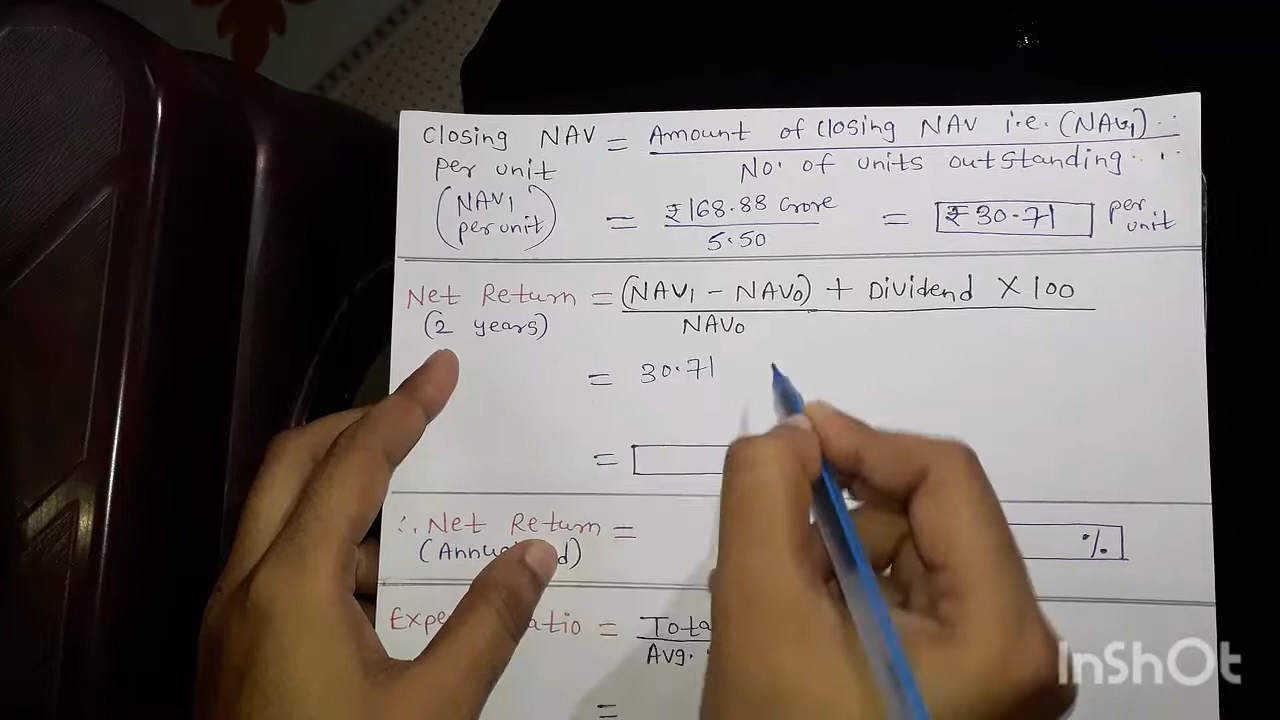 Closing NAV = Amount of closing NAV i.e. (NAV1)
per unit No. of units outstanding
(NAV1 per unit) = ₹168.88 Crore / 5.50 = ₹30.71 per unit
Net Return = (NAV1 - NAV0) + Dividend X 100
(2 years) NAV0
= 30.71
=
∴ Net Return =
%
=
Avg.
=
InShOt